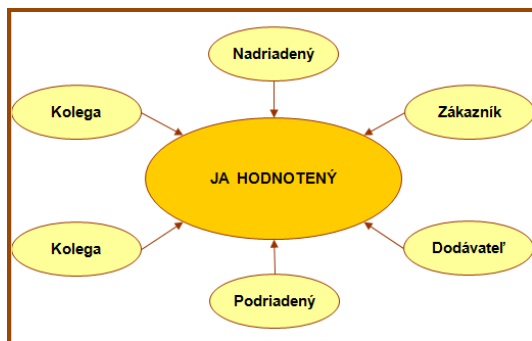 Nadriadený
Kolega
Zákazník
JA HODNOTENÝ
Kolega
Dodávateľ
Podriadený